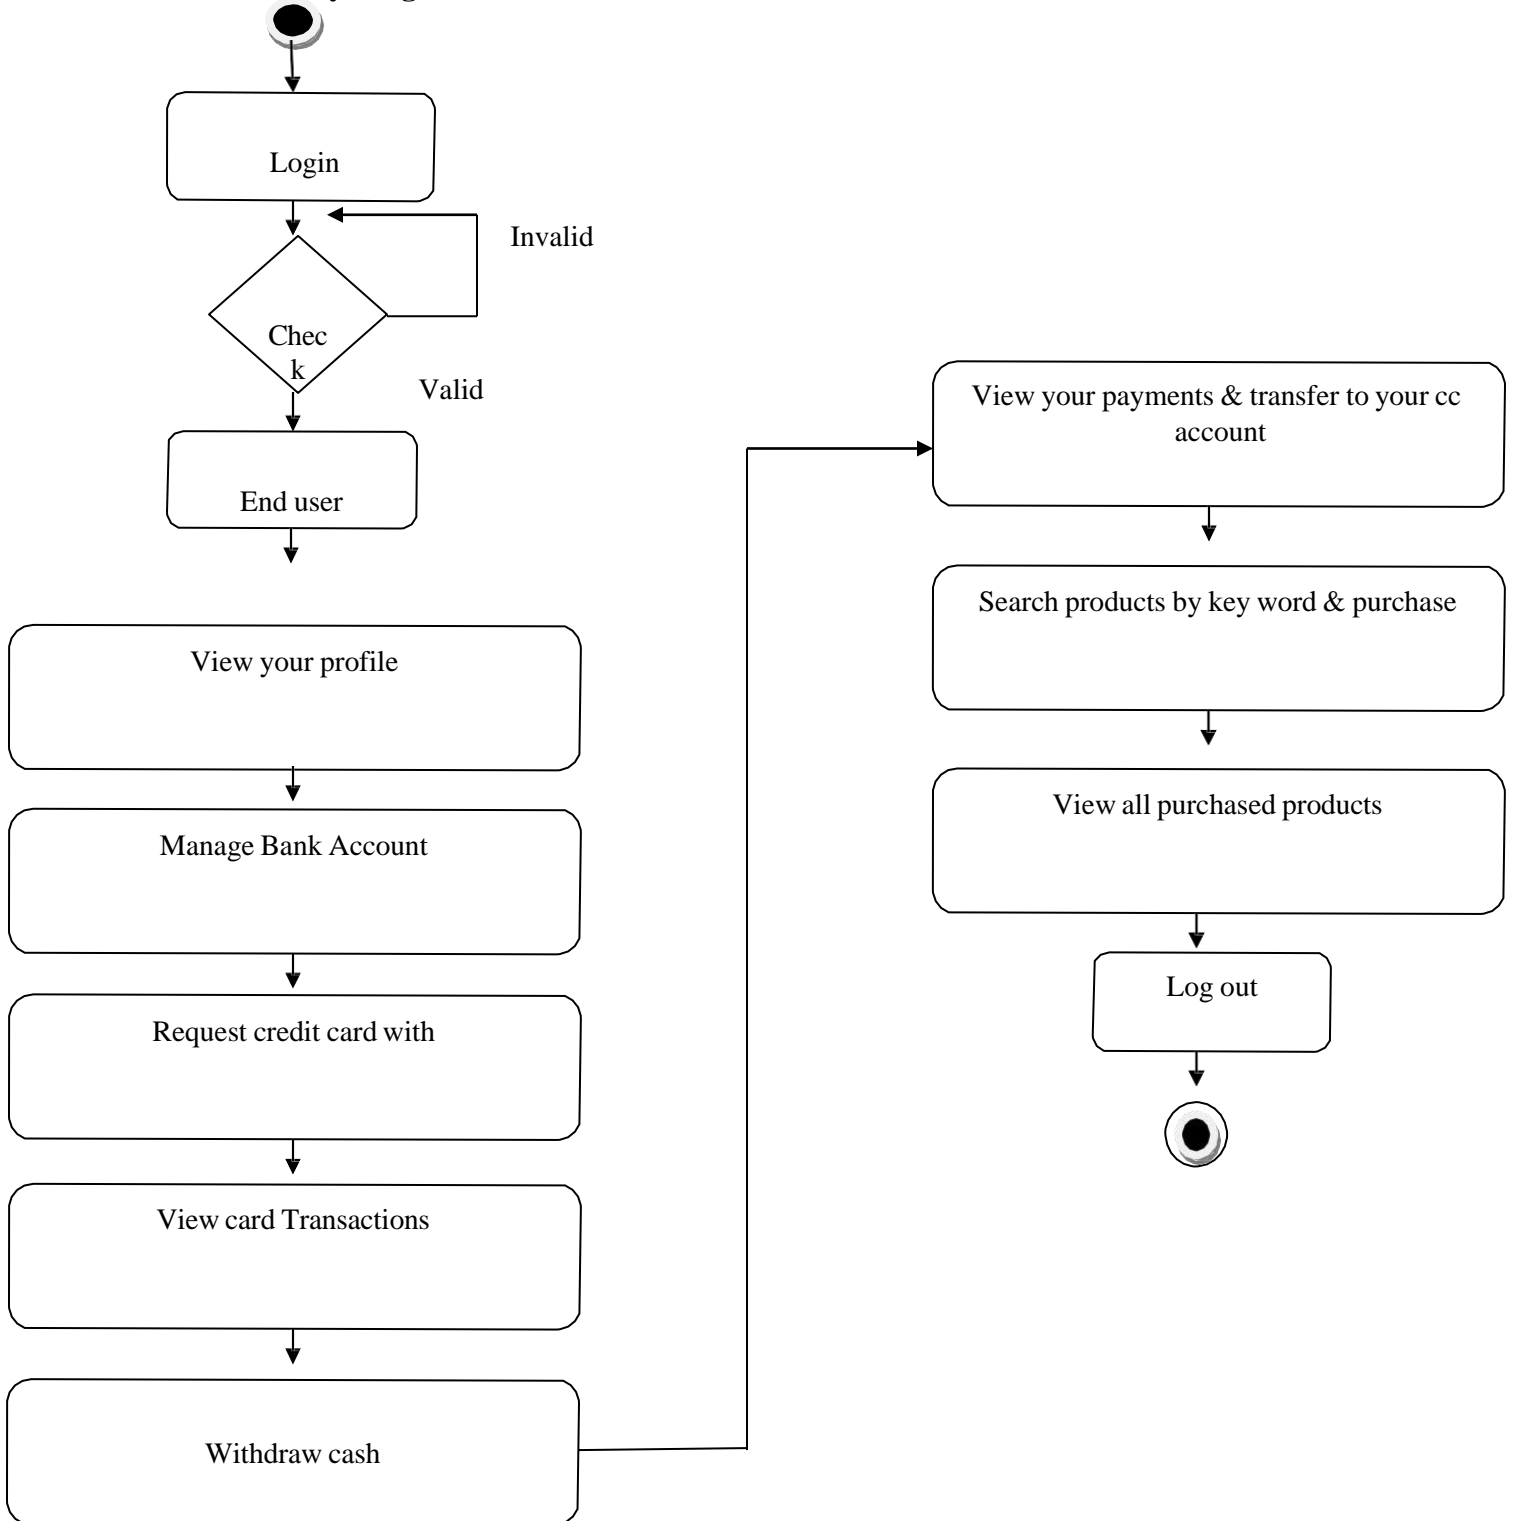 Login
Invalid
Chec
k
Valid
End user
View your profile
Manage Bank Account
Request credit card with
View card Transactions
Withdraw cash
View your payments & transfer to your cc
account
Search products by key word & purchase
View all purchased products
Log out